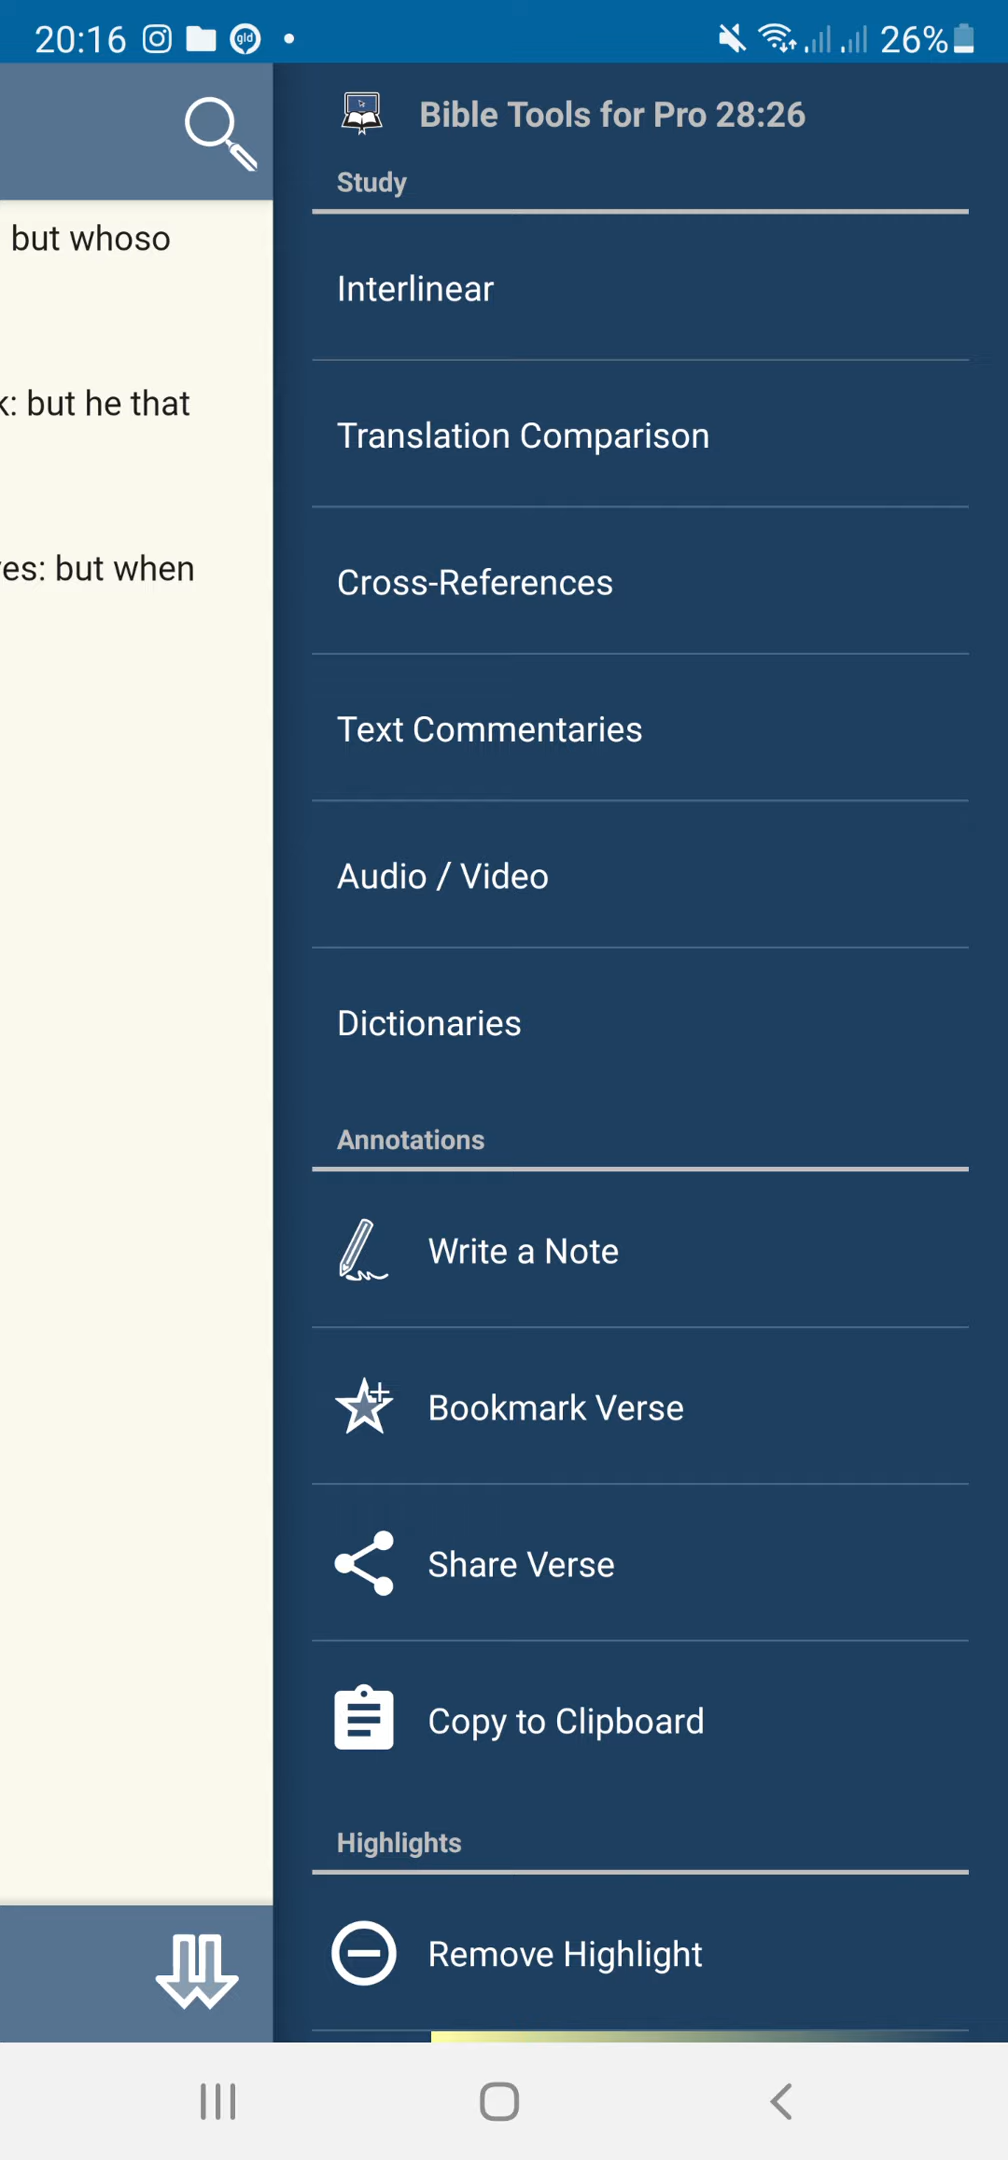 20:16 gld 26%
Bible Tools for Pro 28:26
Study
but whoso
Interlinear
k: but he that
Translation Comparison
es: but when
Cross-References
Text Commentaries
Audio / Video
Dictionaries
Annotations
Write a Note
Bookmark Verse
Share Verse
Copy to Clipboard
Highlights
Remove Highlight